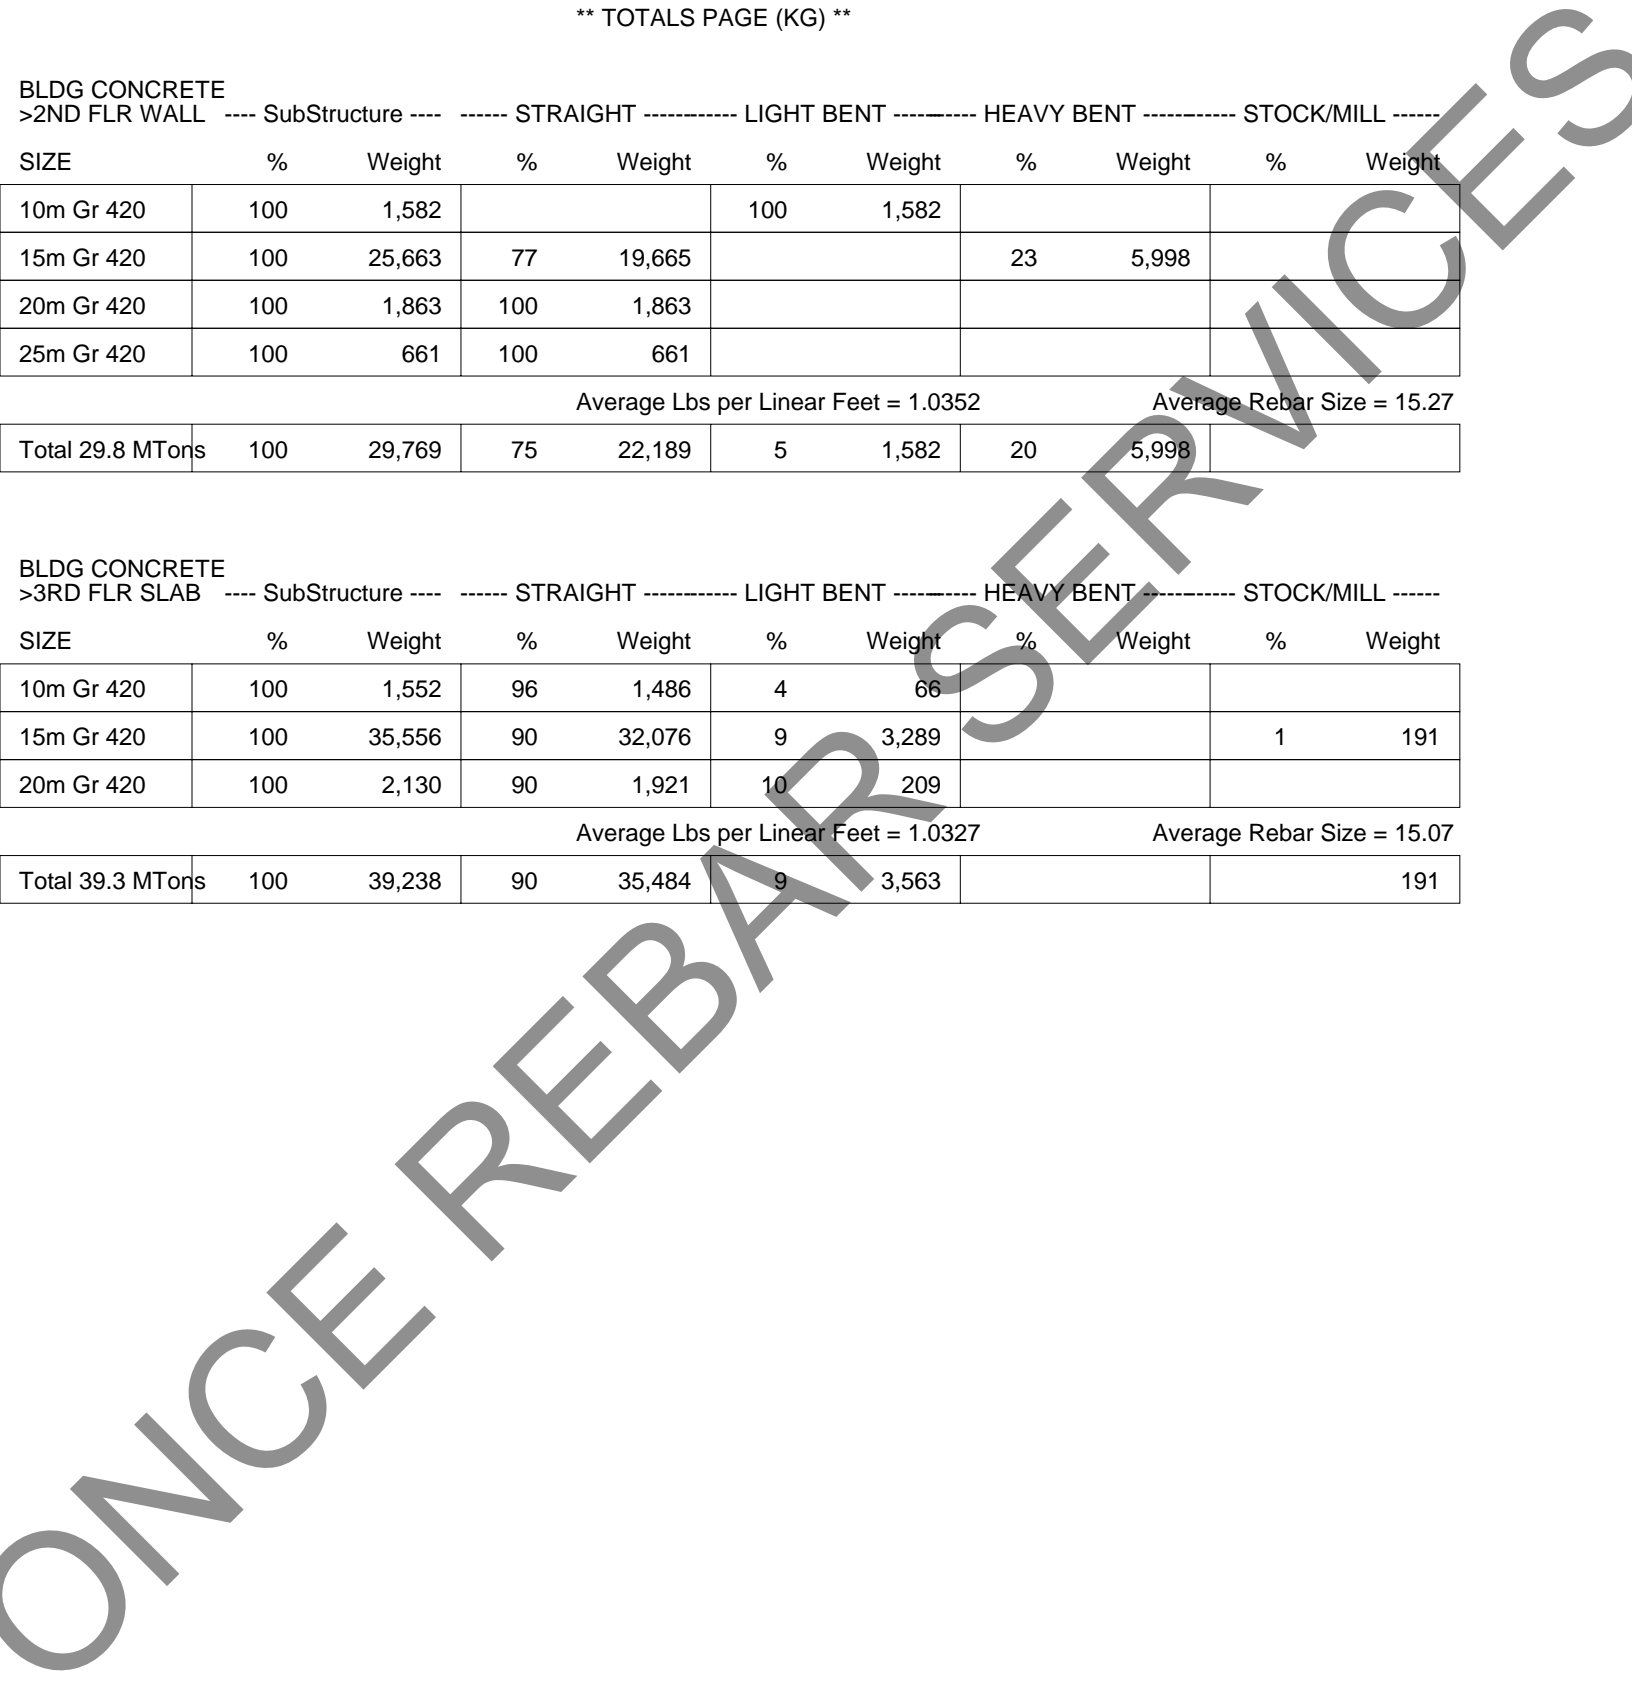 ** TOTALS PAGE (KG) **
BLDG CONCRETE
>2ND FLR WALL ---- SubStructure ---- ------ STRAIGHT ------------- LIGHT BENT ------------- HEAVY BENT ------------- STOCK/MILL ------
SIZE % Weight % Weight % Weight % Weight % Weight
10m Gr 420 100 1,582 100 1,582
15m Gr 420 100 25,663 77 19,665 23 5,998
20m Gr 420 100 1,863 100 1,863
25m Gr 420 100 661 100 661
Average Lbs per Linear Feet = 1.0352 Average Rebar Size = 15.27
Total 29.8 MTons 100 29,769 75 22,189 5 1,582 20 5,998
BLDG CONCRETE
>3RD FLR SLAB ---- SubStructure ---- ------ STRAIGHT ------------- LIGHT BENT ------------- HEAVY BENT ------------- STOCK/MILL ------
SIZE % Weight % Weight % Weight % Weight % Weight
10m Gr 420 100 1,552 96 1,486 4 66
15m Gr 420 100 35,556 90 32,076 9 3,289 1 191
20m Gr 420 100 2,130 90 1,921 10 209
Average Lbs per Linear Feet = 1.0327 Average Rebar Size = 15.07
Total 39.3 MTons 100 39,238 90 35,484 9 3,563 191
ONCE REBAR SERVICES